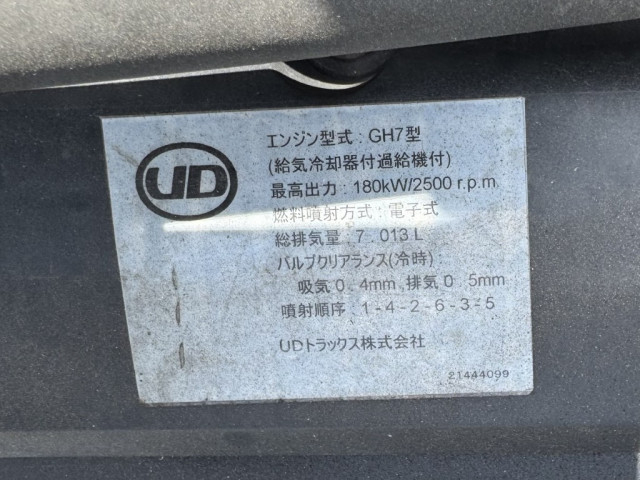 UD
エンジン型式 : GH7型
(給気冷却器付過給機付)
最高出力 : 180kW/2500 r.p.m
燃料噴射方式 : 電子式
総排気量 : 7.013 L
バルブクリアランス(冷時) :
吸気0.4mm, 排気0.5mm
噴射順序 : 1-4-2-6-3-5
UDトラックス株式会社
21444099